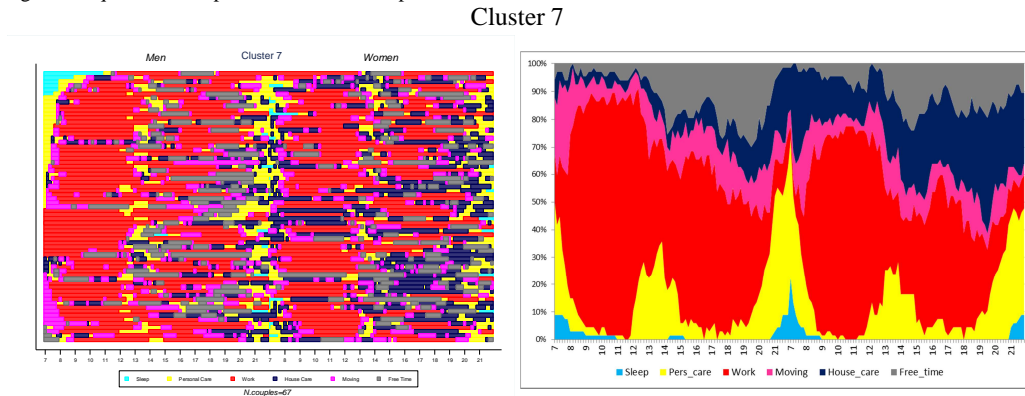 Cluster 7
Men
Cluster 7
Women
7 8 9 10 11 12 13 14 15 16 17 18 19 20 21 7 8 9 10 11 12 13 14 15 16 17 18 19 20 21
Sleep Personal Care Work House Care Moving Free Time
N.couples=67
100%
90%
80%
70%
60%
50%
40%
30%
20%
10%
0%
7 8 9 10 11 12 13 14 15 16 17 18 19 20 21 7 8 9 10 11 12 13 14 15 16 17 18 19 20 21
Sleep Pers_care Work Moving House_care Free_time